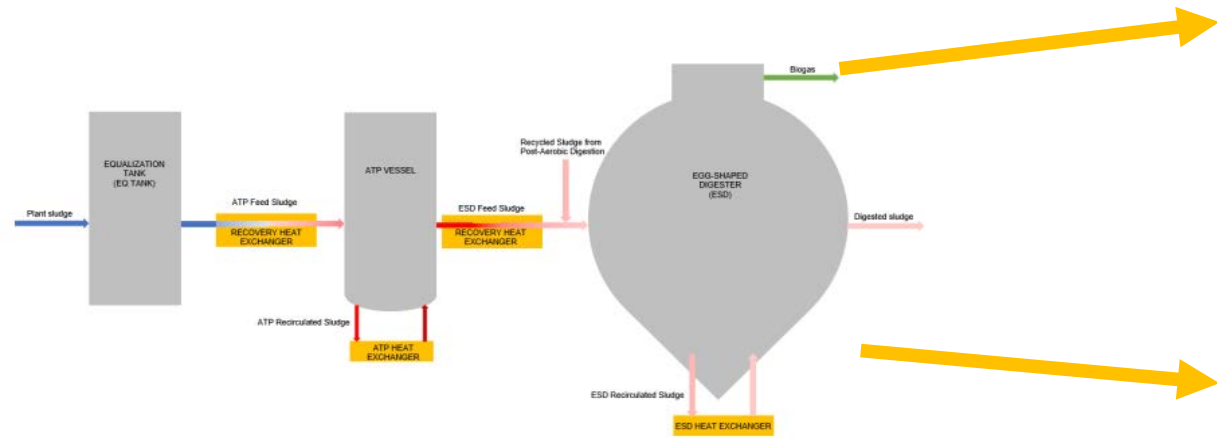 Biogas
Recycled Sludge from
Post-Aerobic Digestion
EQUALIZATION
TANK
(EQ TANK)
ATP VESSEL
EGG-SHAPED
DIGESTER
(ESD)
Plant sludge
ATP Feed Sludge
RECOVERY HEAT
EXCHANGER
ESD Feed Sludge
RECOVERY HEAT
EXCHANGER
Digested sludge
ATP Recirculated Sludge
ATP HEAT
EXCHANGER
ESD Recirculated Sludge
ESD HEAT EXCHANGER